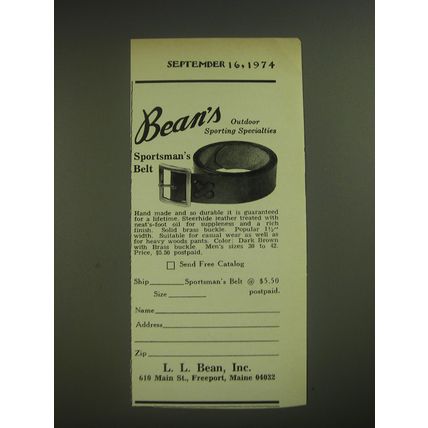 SEPTEMBER 16, 1974
Bean's
Outdoor
Sporting Specialties
Sportsman's
Belt
Hand made and so durable it is guaranteed
for a lifetime. Steerhide leather treated with
neat's-foot oil for suppleness and a rich
finish. Solid brass buckle. Popular 1½"
width. Suitable for casual wear as well as
for heavy woods pants. Color: Dark Brown
with Brass buckle. Men's sizes 30 to 42.
Price, $5.50 postpaid.
Send Free Catalog
Ship Sportsman's Belt @ $5.50
Size postpaid.
Name
Address
Zip
L. L. Bean, Inc.
610 Main St., Freeport, Maine 04032